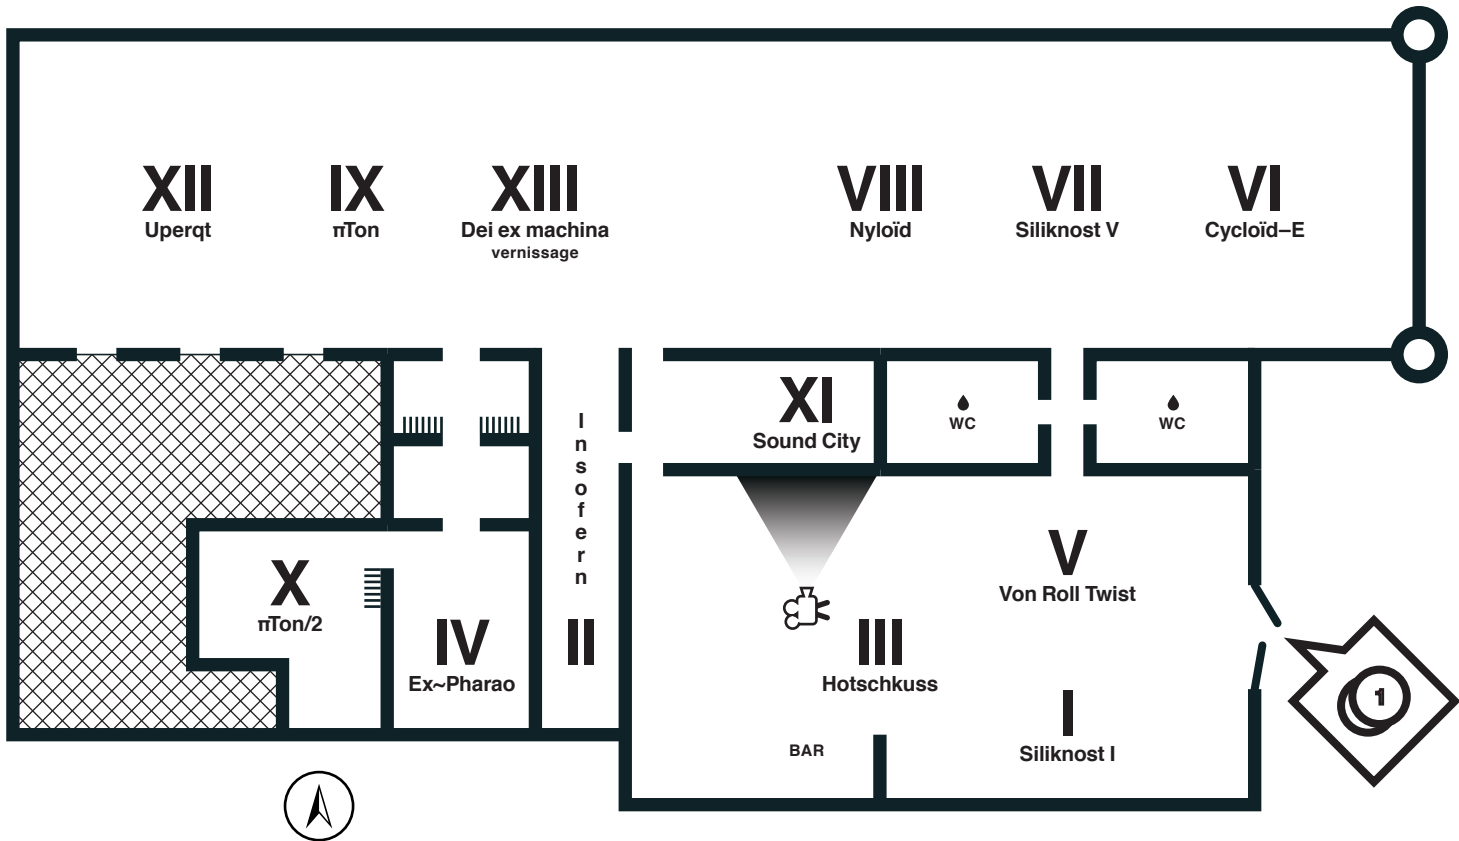 XII
Uperqt
IX
πTon
XIII
Dei ex machina
vernissage
VIII
Nyloïd
VII
Siliknost V
VI
Cycloïd–E
XI
Sound City
WC
WC
Insofern
II
X
πTon/2
IV
Ex~Pharao
III
Hotschkuss
V
Von Roll Twist
I
Siliknost I
BAR
1